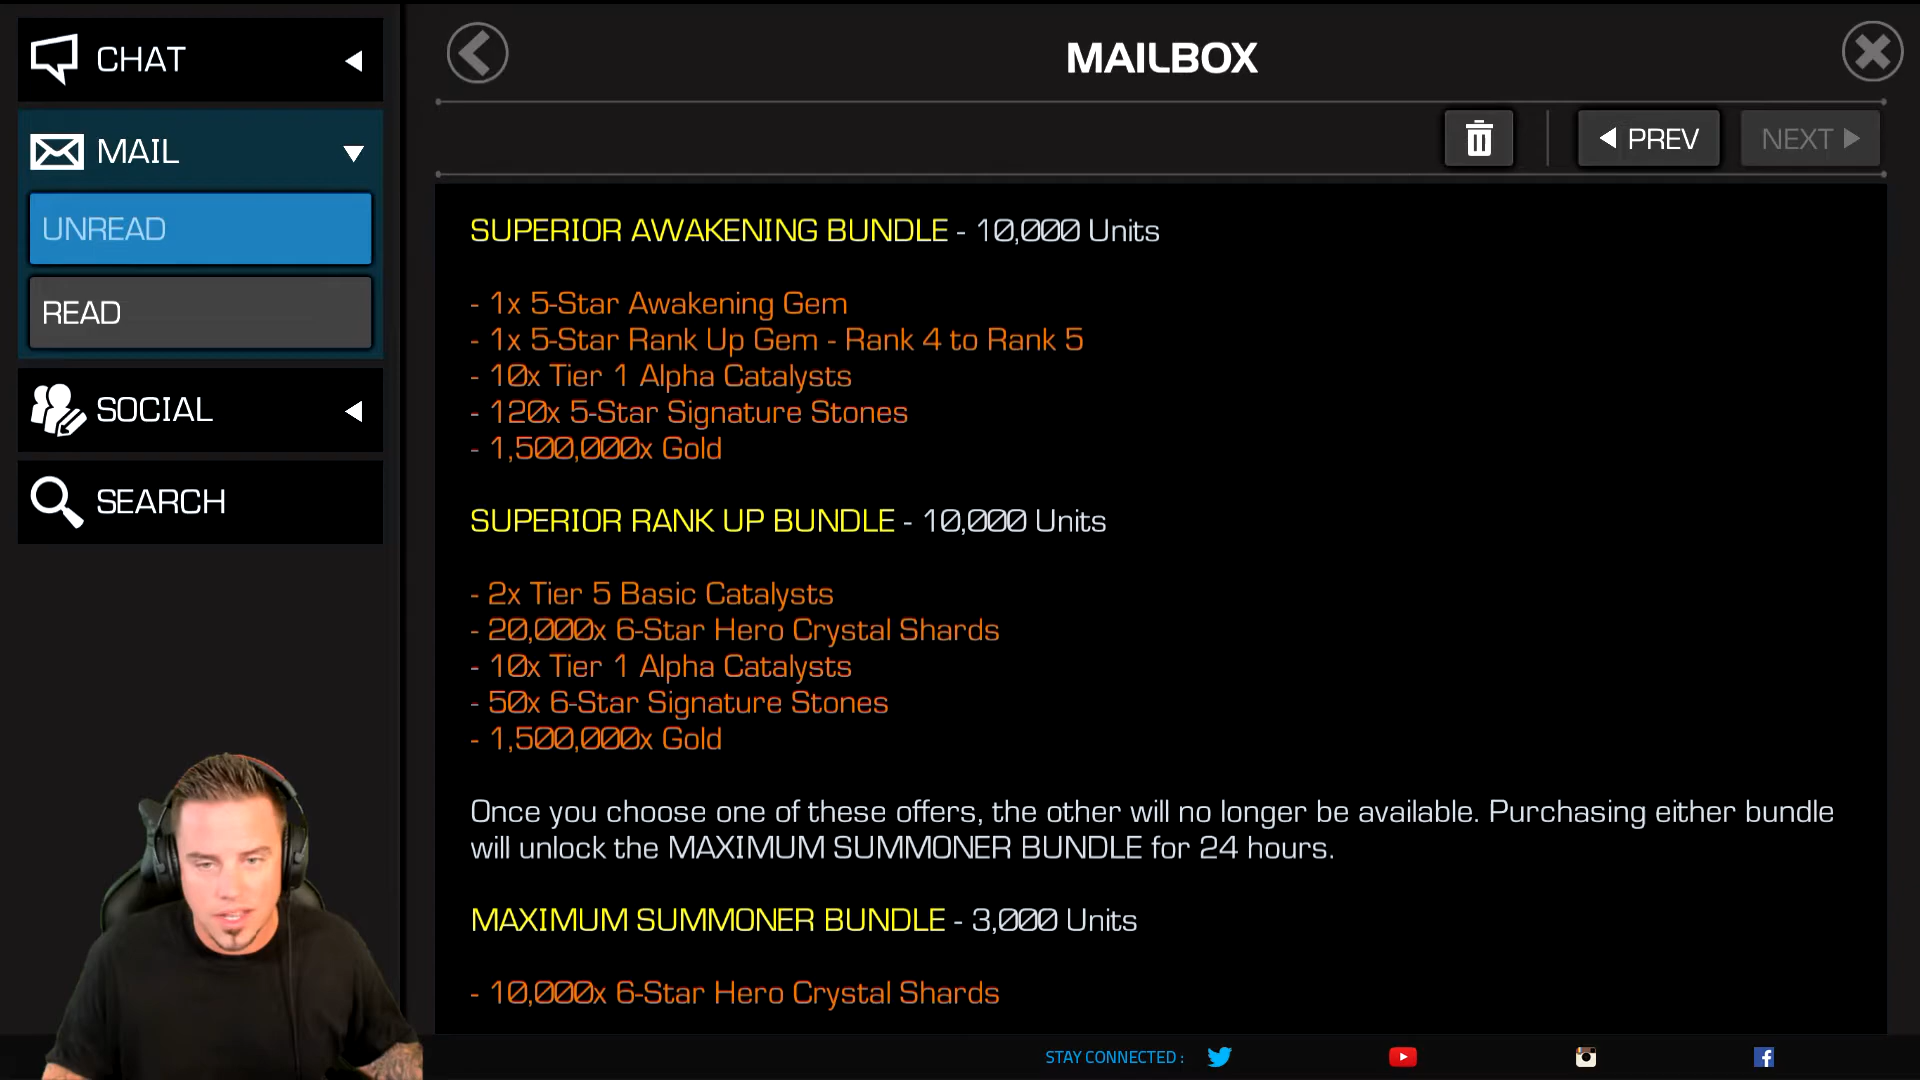 CHAT
MAIL
UNREAD
READ
SOCIAL
SEARCH
MAILBOX
PREV
NEXT
SUPERIOR AWAKENING BUNDLE - 10,000 Units
- 1x 5-Star Awakening Gem
- 1x 5-Star Rank Up Gem - Rank 4 to Rank 5
- 10x Tier 1 Alpha Catalysts
- 120x 5-Star Signature Stones
- 1,500,000x Gold
SUPERIOR RANK UP BUNDLE - 10,000 Units
- 2x Tier 5 Basic Catalysts
- 20,000x 6-Star Hero Crystal Shards
- 10x Tier 1 Alpha Catalysts
- 50x 6-Star Signature Stones
- 1,500,000x Gold
Once you choose one of these offers, the other will no longer be available. Purchasing either bundle
will unlock the MAXIMUM SUMMONER BUNDLE for 24 hours.
MAXIMUM SUMMONER BUNDLE - 3,000 Units
- 10,000x 6-Star Hero Crystal Shards
STAY CONNECTED :